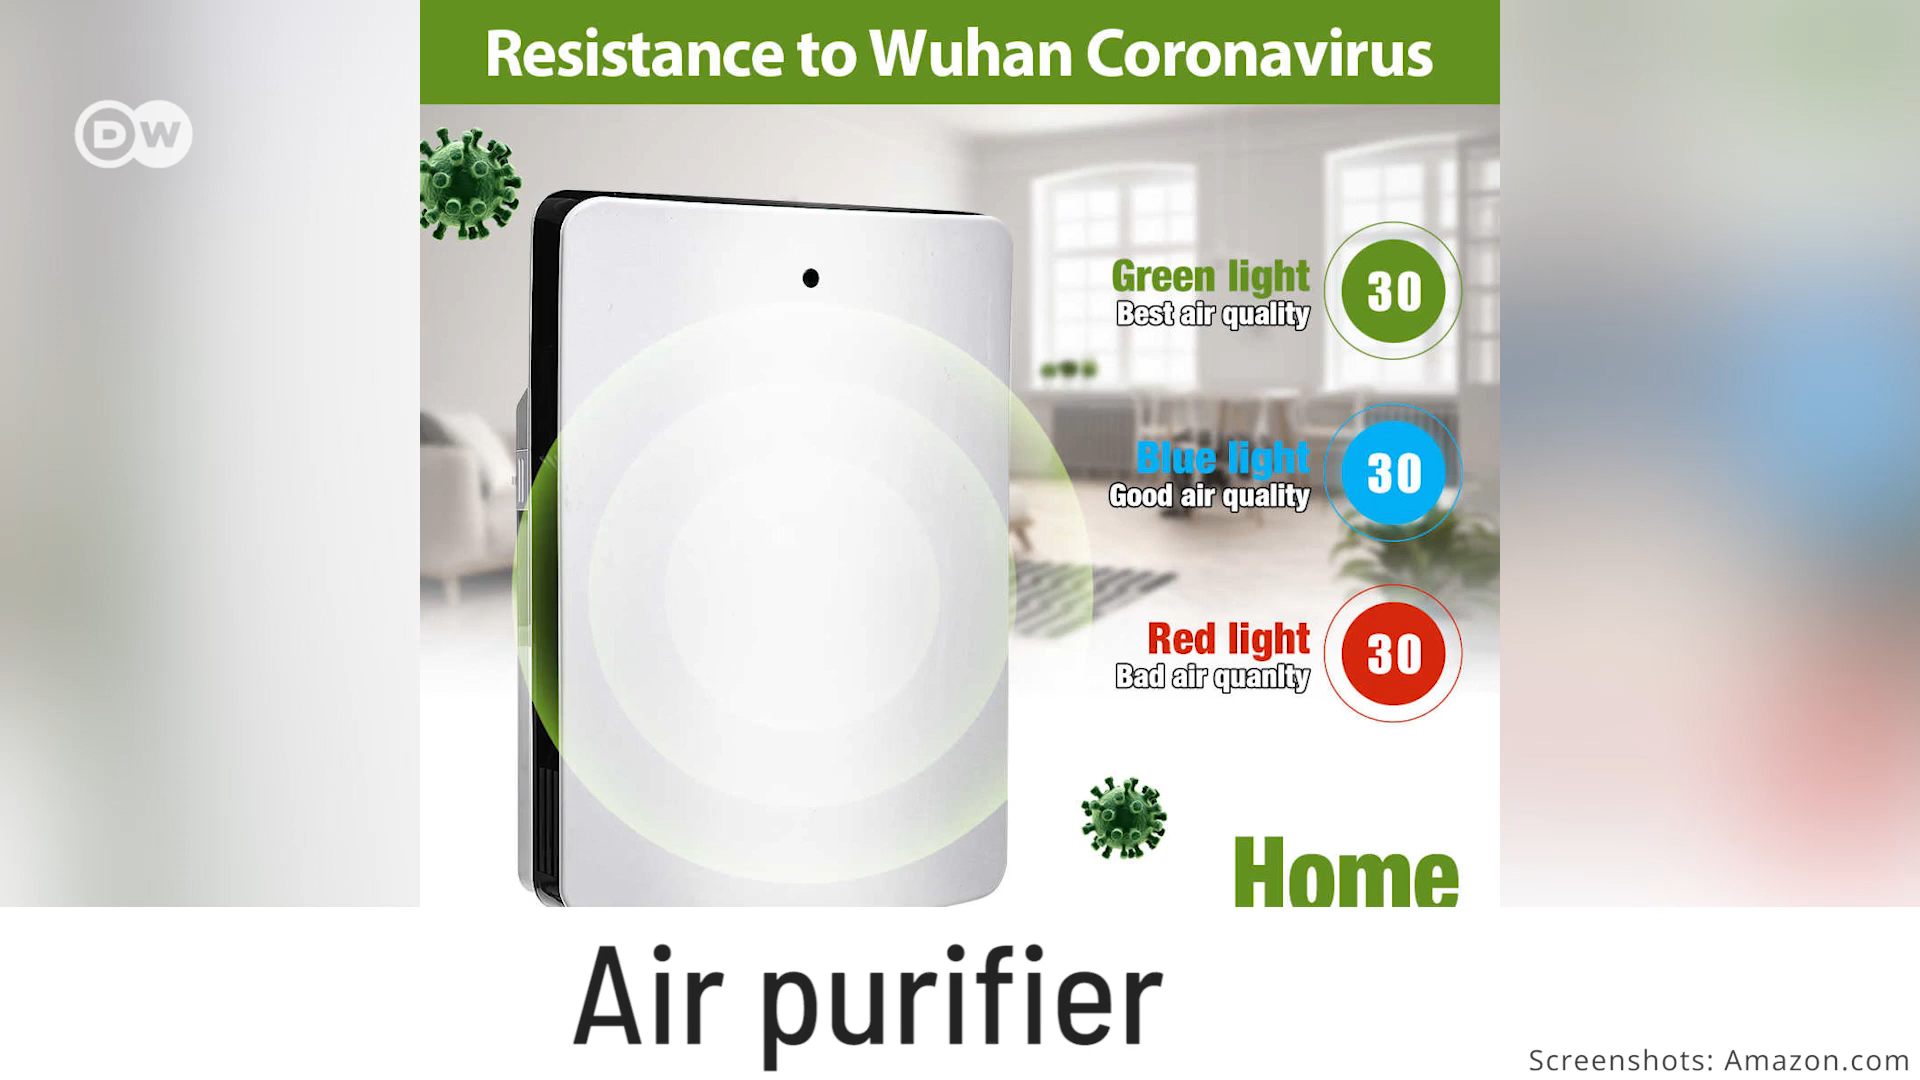 Resistance to Wuhan Coronavirus
DW
Green light
Best air quality
30
Blue light
Good air quality
30
Red light
Bad air quanlty
30
Home
Air purifier
Screenshots: Amazon.com